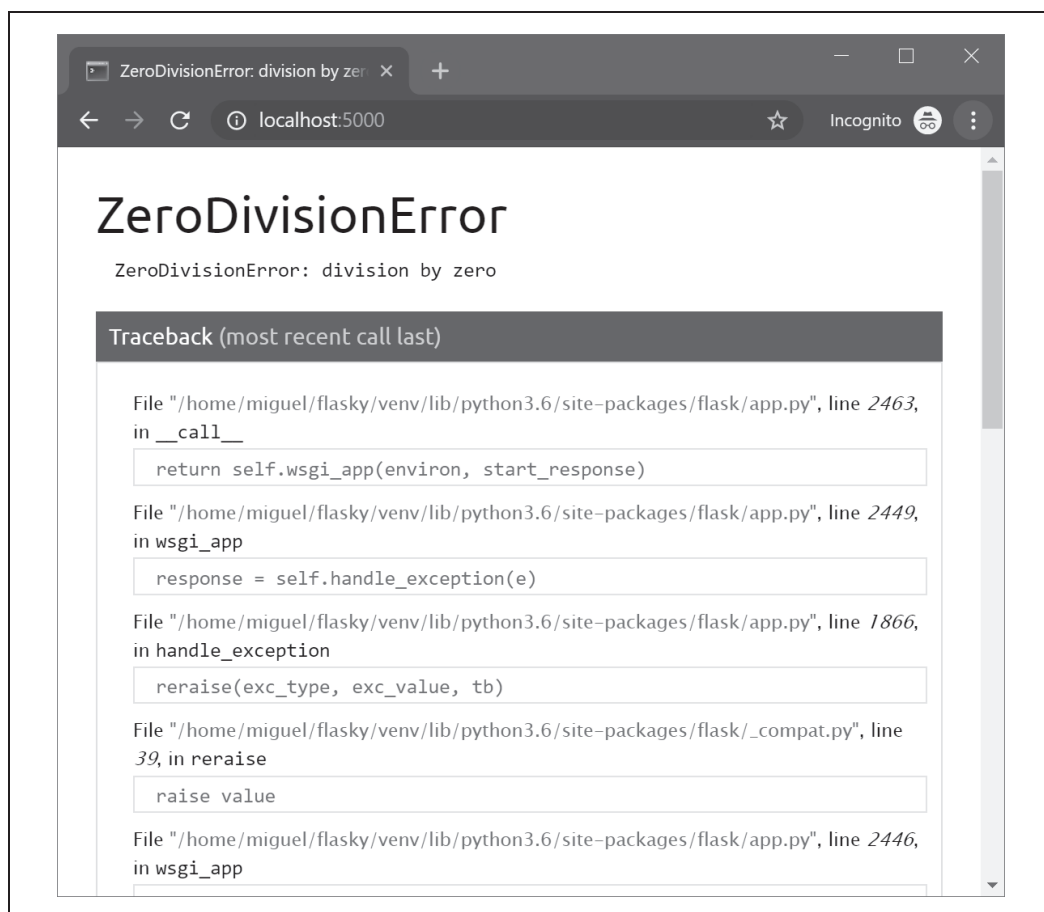 ZeroDivisionError: division by zer
localhost:5000
Incognito
ZeroDivisionError
ZeroDivisionError: division by zero
Traceback (most recent call last)
File "/home/miguel/flasky/venv/lib/python3.6/site-packages/flask/app.py", line 2463,
in __call__
return self.wsgi_app(environ, start_response)
File "/home/miguel/flasky/venv/lib/python3.6/site-packages/flask/app.py", line 2449,
in wsgi_app
response = self.handle_exception(e)
File "/home/miguel/flasky/venv/lib/python3.6/site-packages/flask/app.py", line 1866,
in handle_exception
reraise(exc_type, exc_value, tb)
File "/home/miguel/flasky/venv/lib/python3.6/site-packages/flask/_compat.py", line
39, in reraise
raise value
File "/home/miguel/flasky/venv/lib/python3.6/site-packages/flask/app.py", line 2446,
in wsgi_app